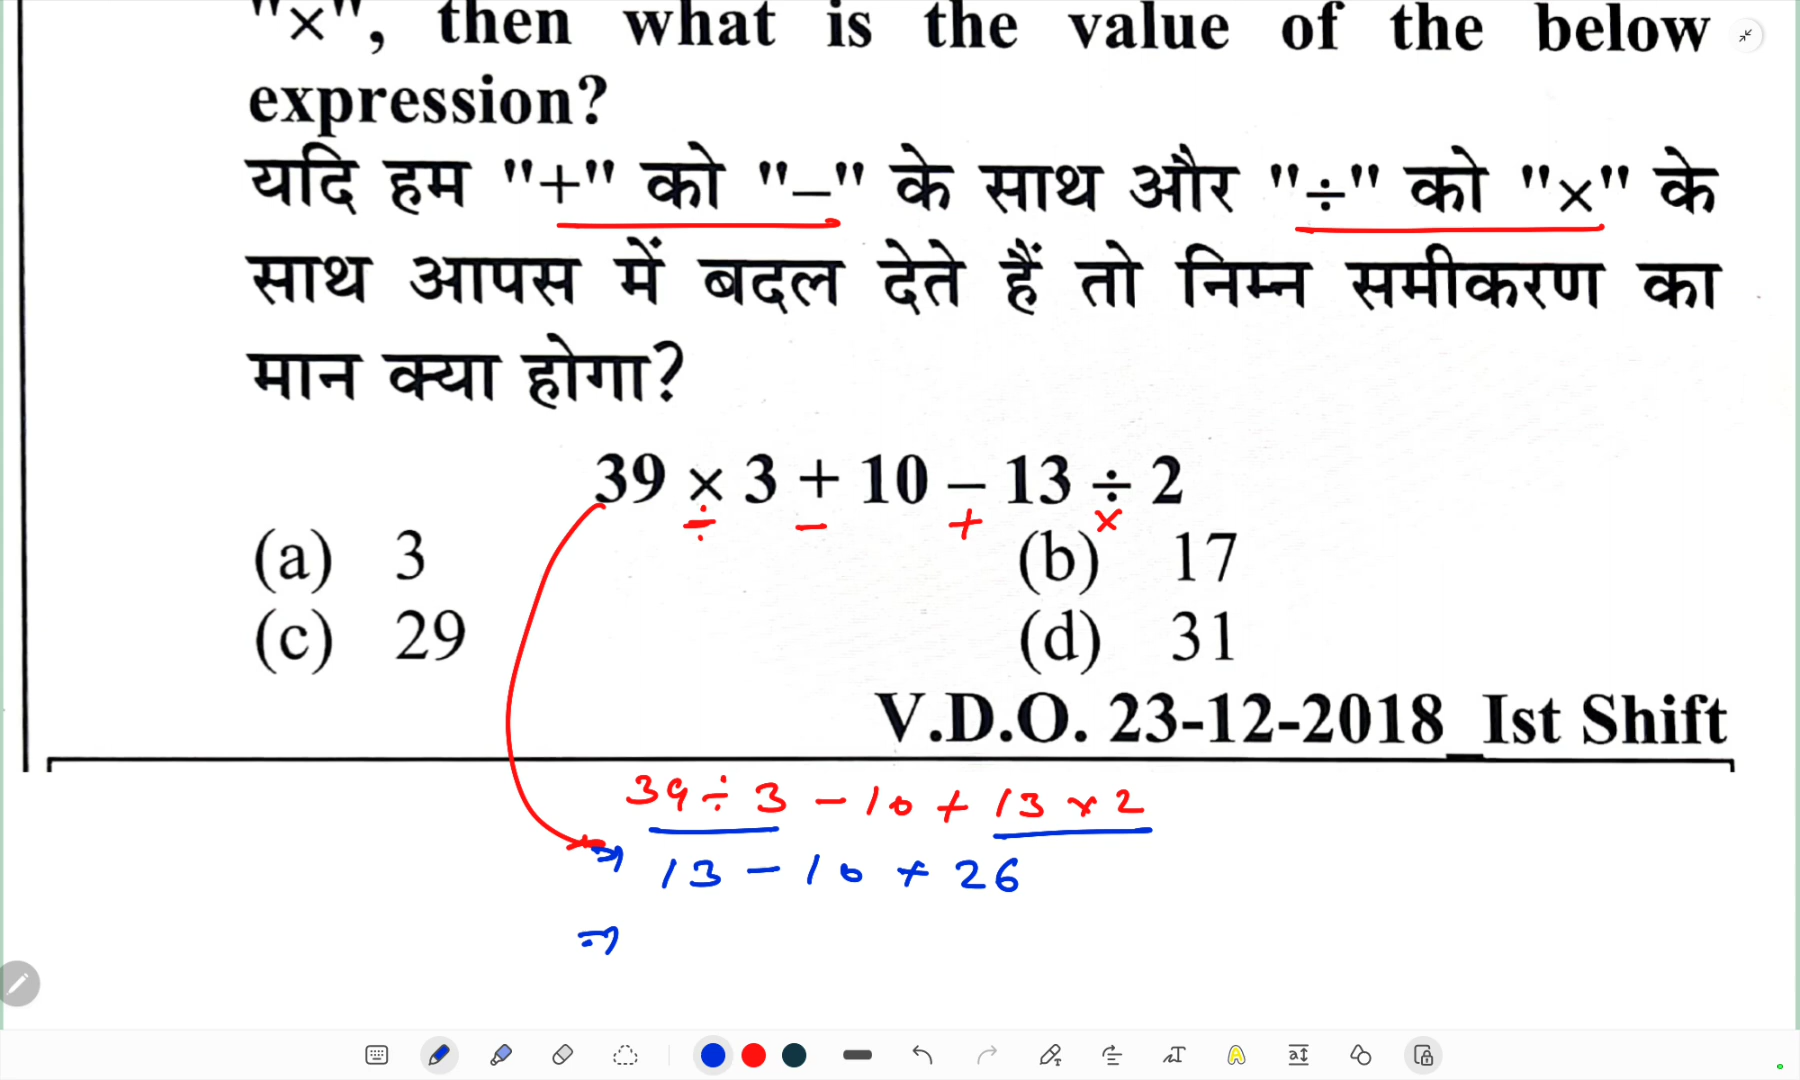 "×", then what is the value of the below
expression?
यदि हम "+" को "–" के साथ और "÷" को "×" के
साथ आपस में बदल देते हैं तो निम्न समीकरण का
मान क्या होगा?
39 × 3 + 10 – 13 ÷ 2
÷ – + ×
(a) 3 (b) 17
(c) 29 (d) 31
V.D.O. 23-12-2018_Ist Shift
39 ÷ 3 – 10 + 13 × 2
⇒ 13 – 10 + 26
⇒